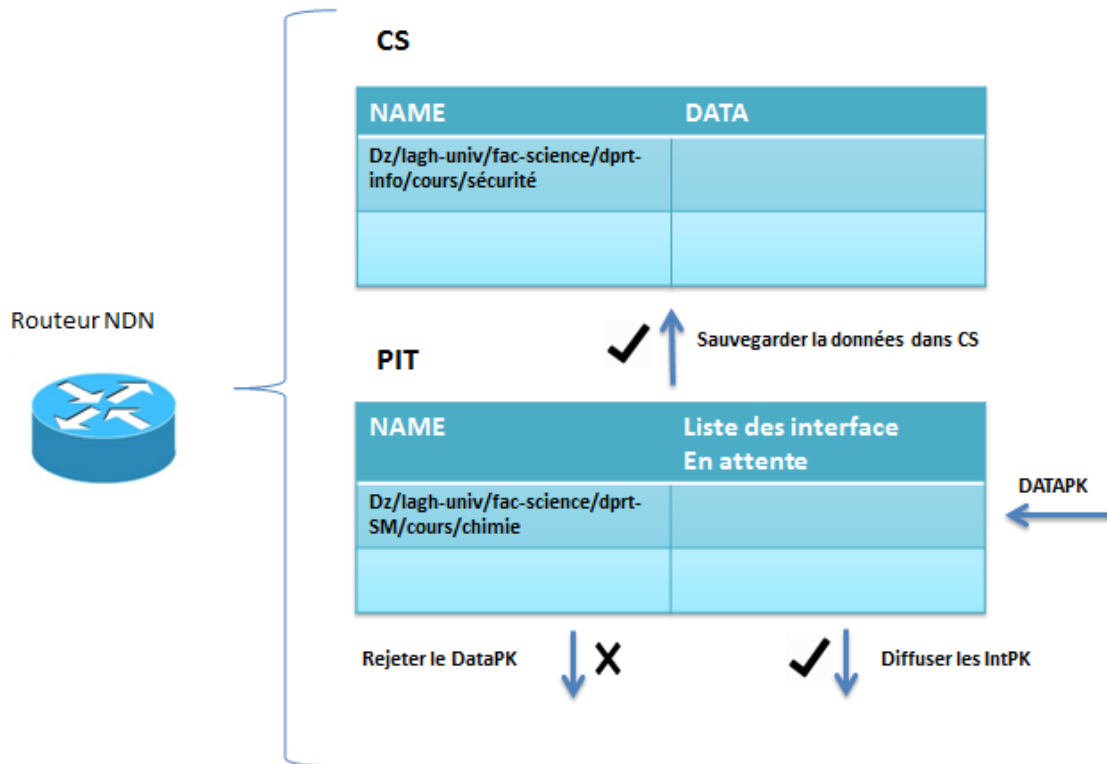 CS
NAME
DATA
Dz/lagh-univ/fac-science/dprt-
info/cours/sécurité
Routeur NDN
Sauvegarder la données dans CS
PIT
NAME
Liste des interface
En attente
DATAPK
Dz/lagh-univ/fac-science/dprt-
SM/cours/chimie
Rejeter le DataPK
Diffuser les IntPK